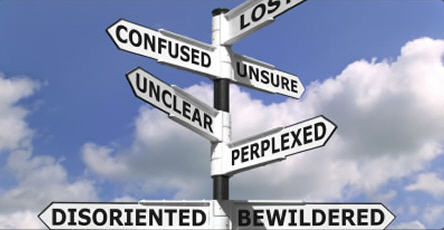 LOST
CONFUSED
UNSURE
UNCLEAR
PERPLEXED
DISORIENTED
BEWILDERED